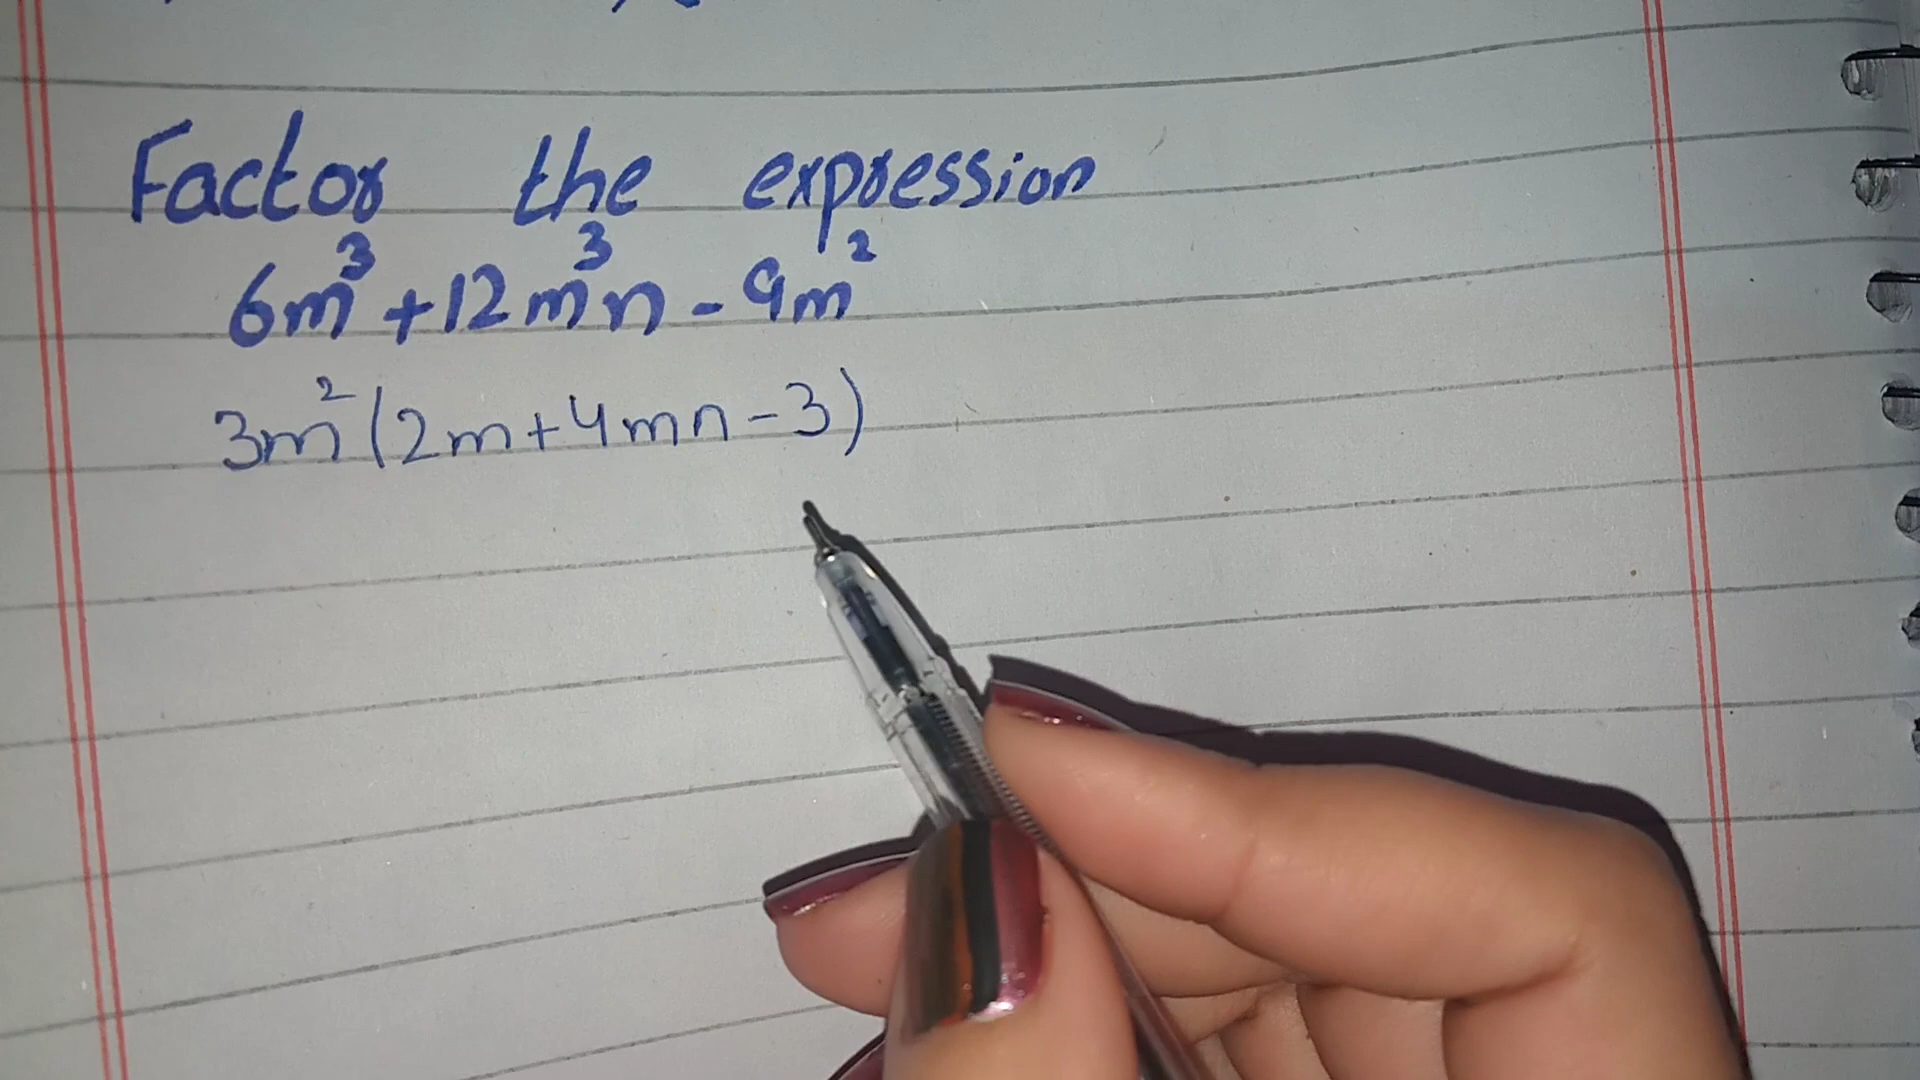 Factor the expression
6m³+12m³n-9m²
3m²(2m+4mn-3)